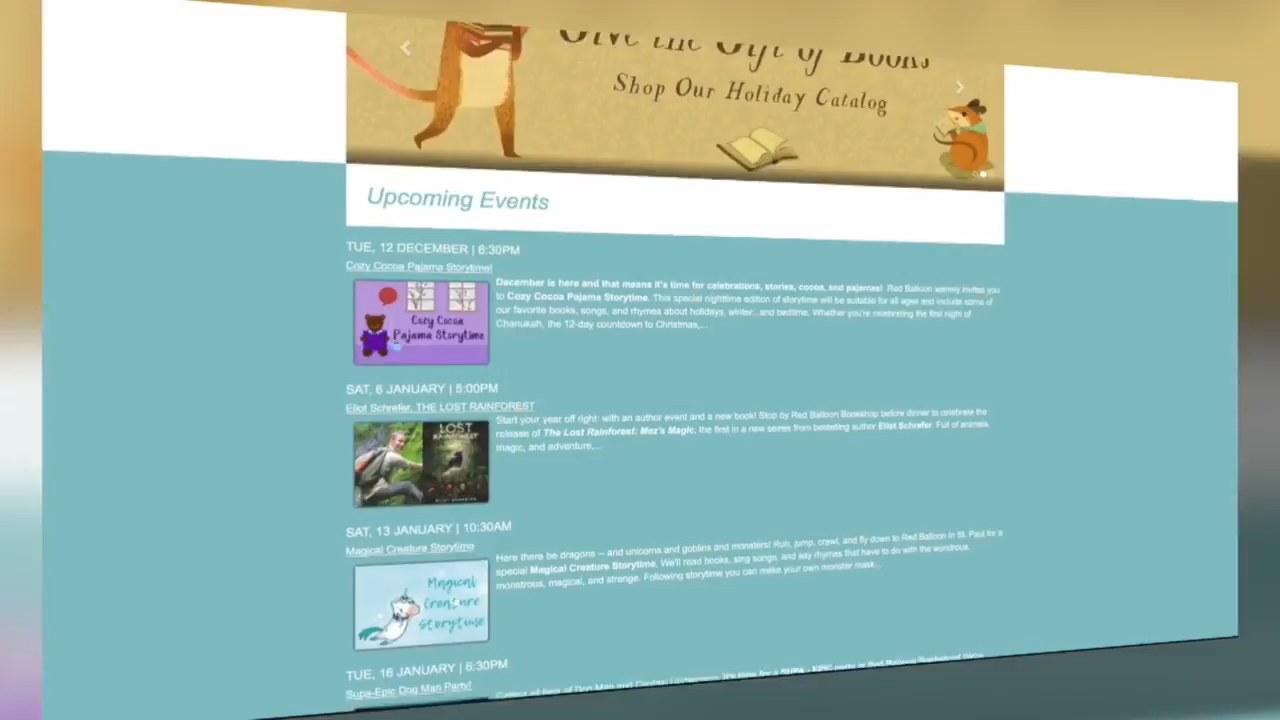 Give the Gift of Books
Shop Our Holiday Catalog
Upcoming Events
TUE, 12 DECEMBER | 6:30PM
Cozy Cocoa Pajama Storytime!
December is here and that means it's time for celebrations, stories, cocoa, and pajamas! Red Balloon warmly invites you
to Cozy Cocoa Pajama Storytime. This special nighttime edition of storytime will be suitable for all ages and include some of
our favorite books, songs, and rhymes about holidays, winter...and bedtime. Whether you're celebrating the first night of
Chanukah, the 12-day countdown to Christmas,...
Cozy Cocoa
Pajama Storytime
SAT, 6 JANUARY | 5:00PM
Eliot Schrefer, THE LOST RAINFOREST
Start your year off right: with an author event and a new book! Stop by Red Balloon Bookshop before dinner to celebrate the
release of The Lost Rainforest: Mez's Magic, the first in a new series from bestselling author Eliot Schrefer. Full of animals,
magic, and adventure,...
LOST
RAINFOREST
SAT, 13 JANUARY | 10:30AM
Magical Creature Storytime
Here there be dragons -- and unicorns and goblins and monsters! Run, jump, crawl, and fly down to Red Balloon in St. Paul for a
special Magical Creature Storytime. We'll read books, sing songs, and say rhymes that have to do with the wondrous,
monstrous, magical, and strange. Following storytime you can make your own monster mask...
Magical
Creature
Storytime
TUE, 16 JANUARY | 6:30PM
Supa-Epic Dog Man Party!